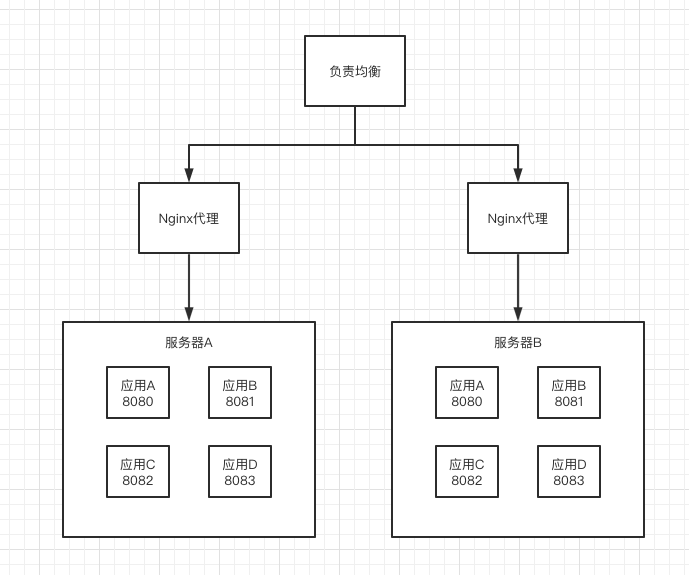 负责均衡
Nginx代理
Nginx代理
服务器A
应用A
8080
应用B
8081
应用C
8082
应用D
8083
服务器B
应用A
8080
应用B
8081
应用C
8082
应用D
8083